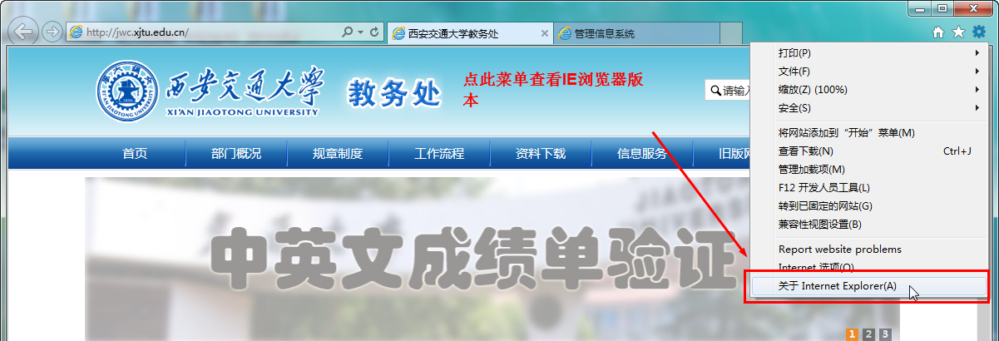 http://jwc.xjtu.edu.cn/
西安交通大学教务处
管理信息系统
西安交通大学
XI'AN JIAOTONG UNIVERSITY
教务处
点此菜单查看IE浏览器版
本
请输入
首页
部门概况
规章制度
工作流程
资料下载
信息服务
旧版网
中英文成绩单验证
1 2 3
打印(P)
文件(F)
缩放(Z) (100%)
安全(S)
将网站添加到“开始”菜单(M)
查看下载(N) Ctrl+J
管理加载项(M)
F12 开发人员工具(L)
转到已固定的网站(G)
兼容性视图设置(B)
Report website problems
Internet 选项(O)
关于 Internet Explorer(A)